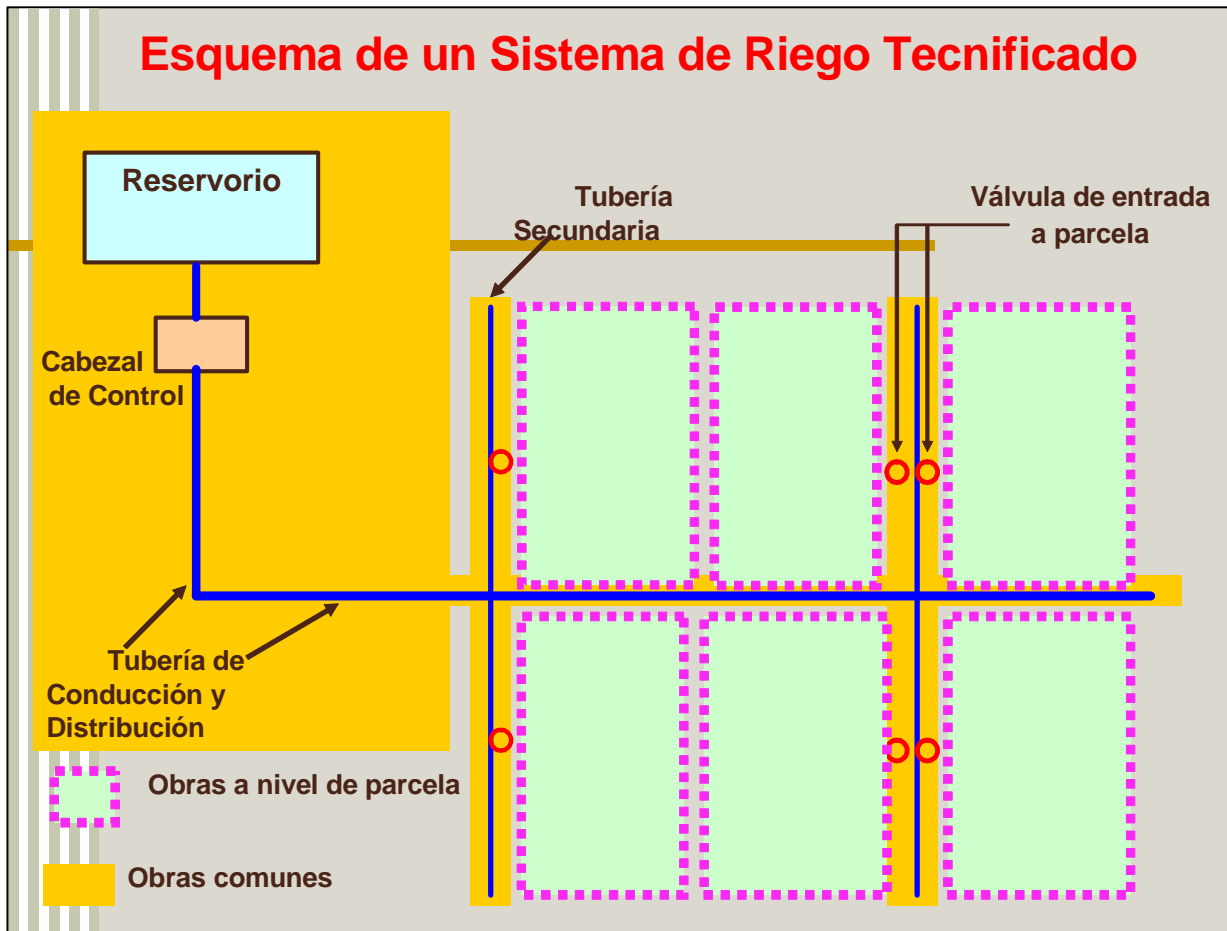 Esquema de un Sistema de Riego Tecnificado
Reservorio
Tubería
Secundaria
Válvula de entrada
a parcela
Cabezal
de Control
Tubería de
Conducción y
Distribución
Obras a nivel de parcela
Obras comunes